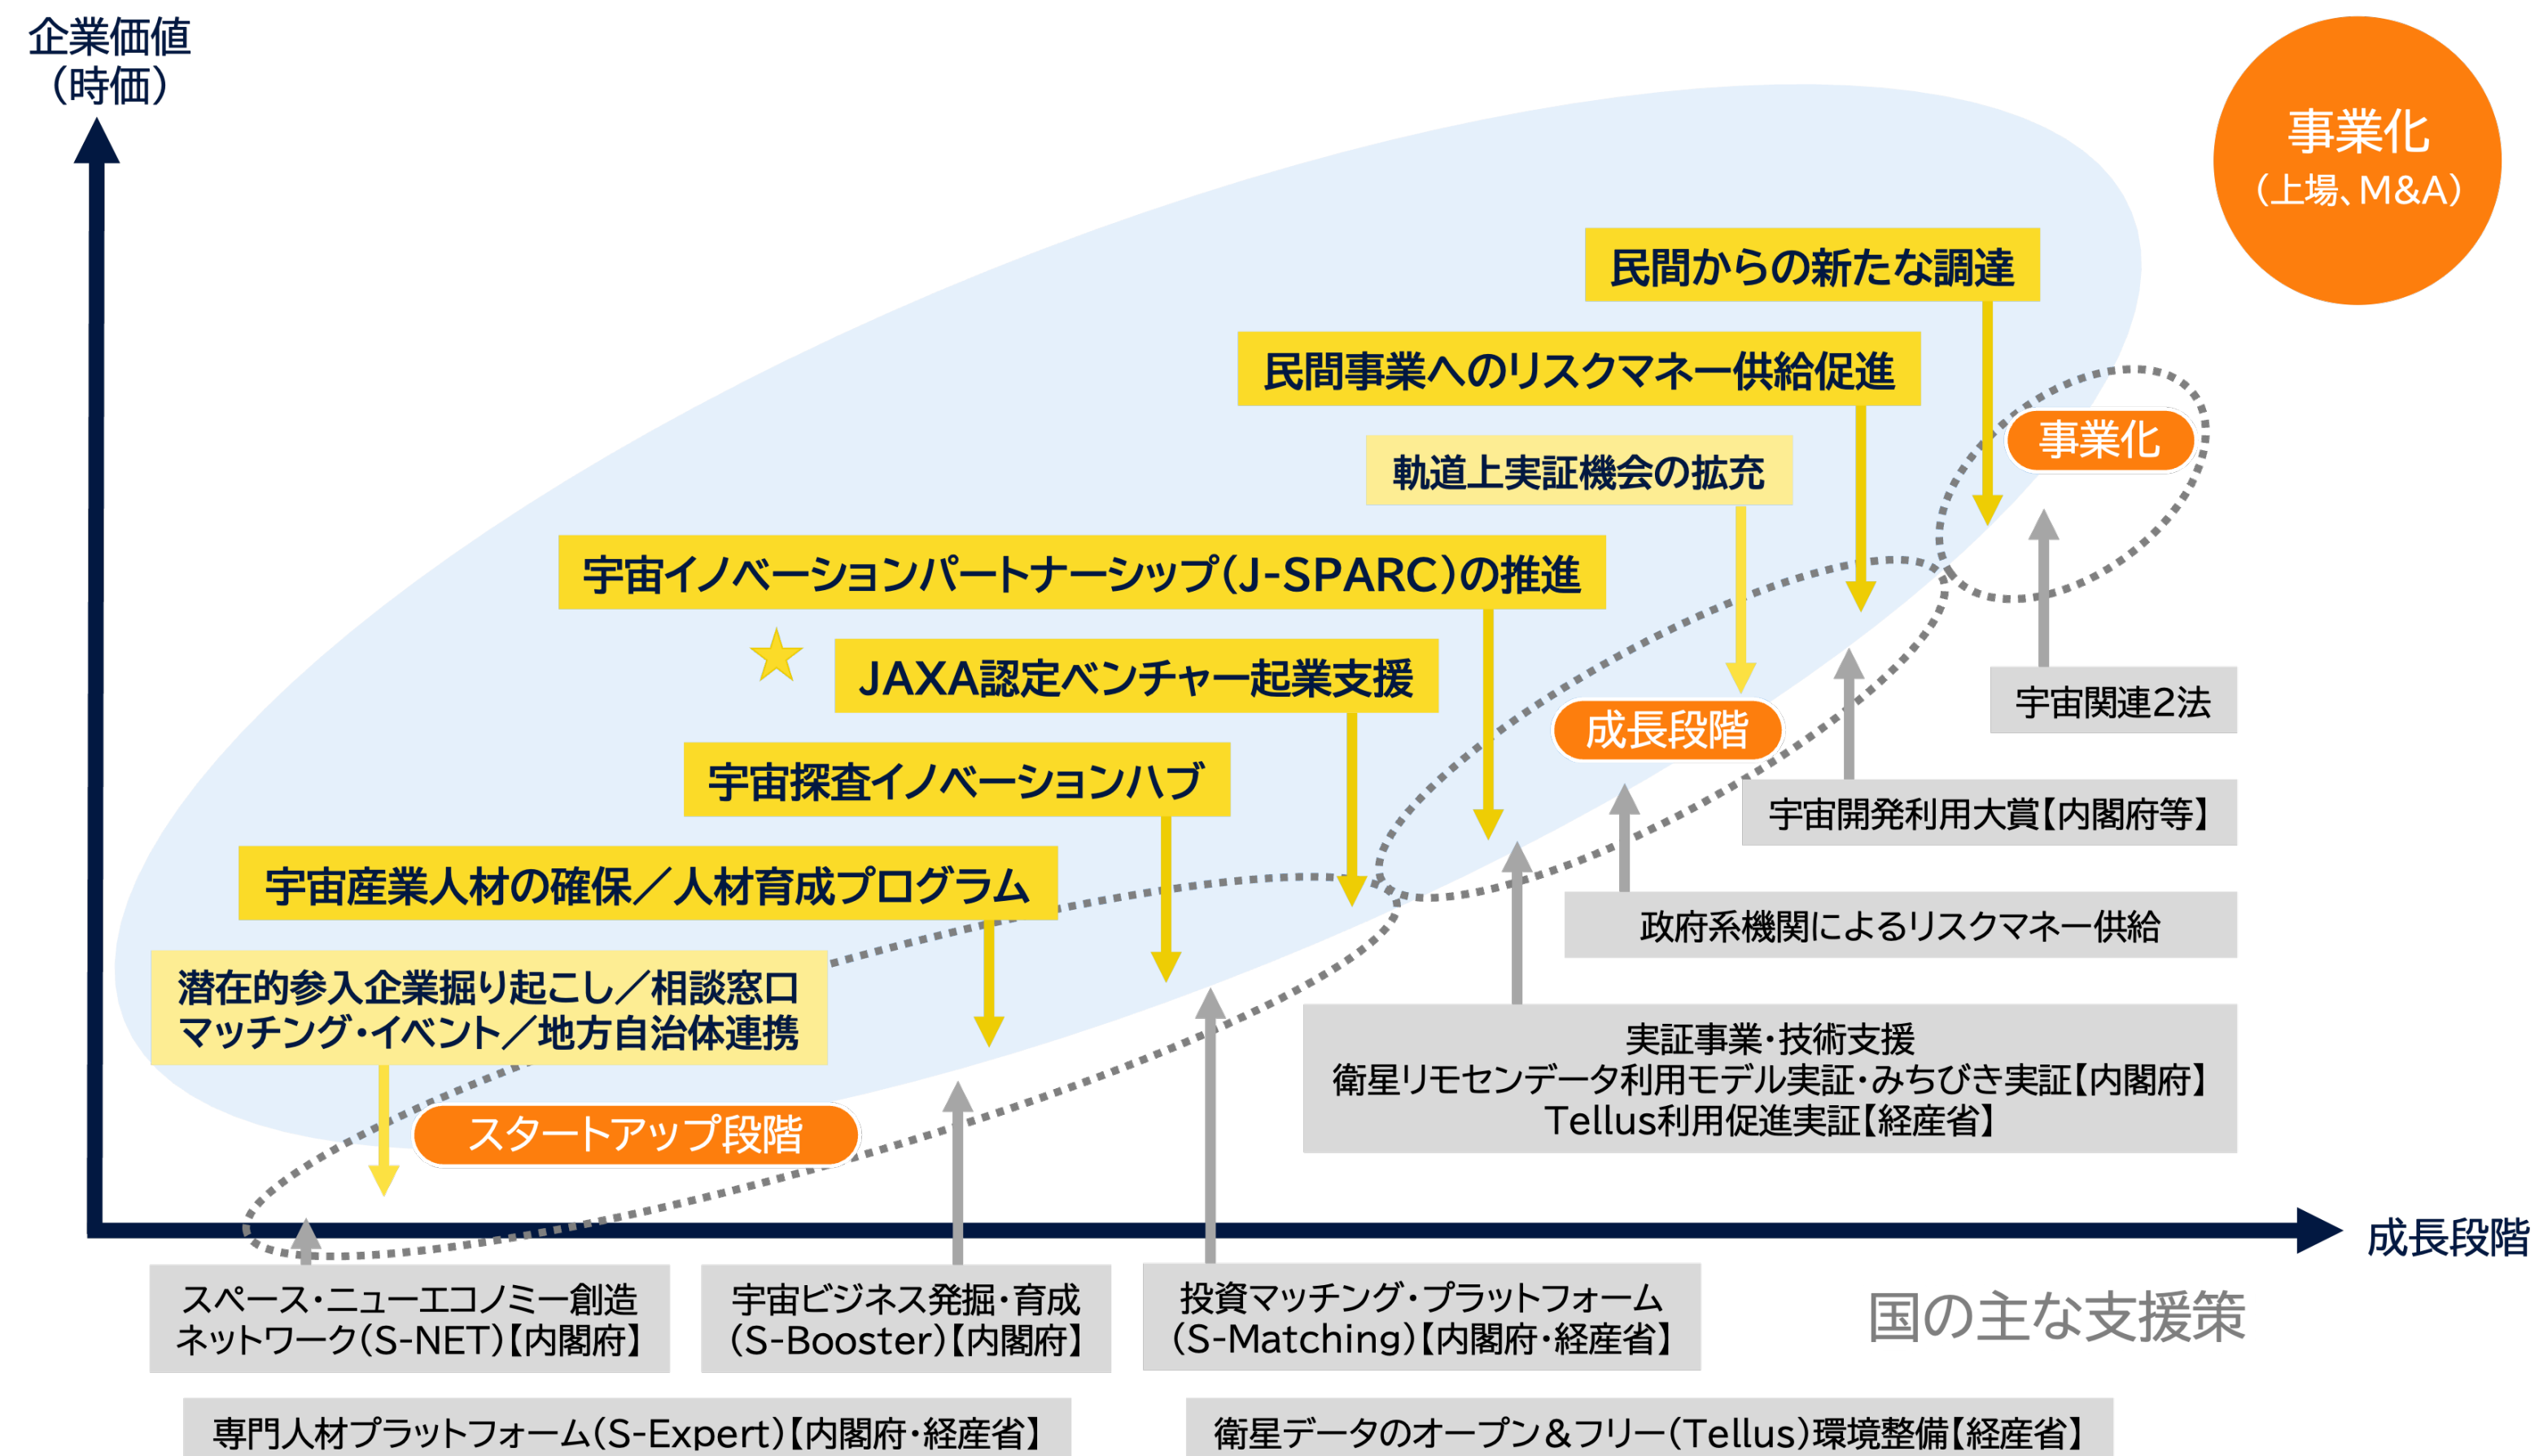 企業価値
（時価）
事業化
（上場、M&A）
民間からの新たな調達
民間事業へのリスクマネー供給促進
事業化
軌道上実証機会の拡充
宇宙イノベーションパートナーシップ（J-SPARC）の推進
JAXA認定ベンチャー起業支援
宇宙関連2法
成長段階
宇宙探査イノベーションハブ
宇宙開発利用大賞【内閣府等】
宇宙産業人材の確保／人材育成プログラム
政府系機関によるリスクマネー供給
潜在的参入企業掘り起こし／相談窓口
マッチング・イベント／地方自治体連携
実証事業・技術支援
衛星リモセンデータ利用モデル実証・みちびき実証【内閣府】
Tellus利用促進実証【経産省】
スタートアップ段階
成長段階
スペース・ニューエコノミー創造
ネットワーク（S-NET）【内閣府】
宇宙ビジネス発掘・育成
（S-Booster）【内閣府】
投資マッチング・プラットフォーム
（S-Matching）【内閣府・経産省】
国の主な支援策
専門人材プラットフォーム（S-Expert）【内閣府・経産省】
衛星データのオープン＆フリー（Tellus）環境整備【経産省】